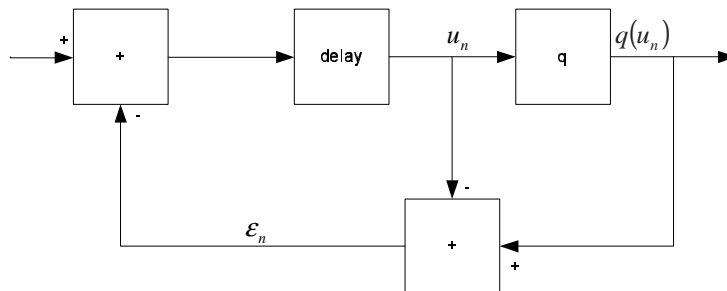 +
+
-
delay
u_n
q
q(u_n)
-
ε_n
+
+